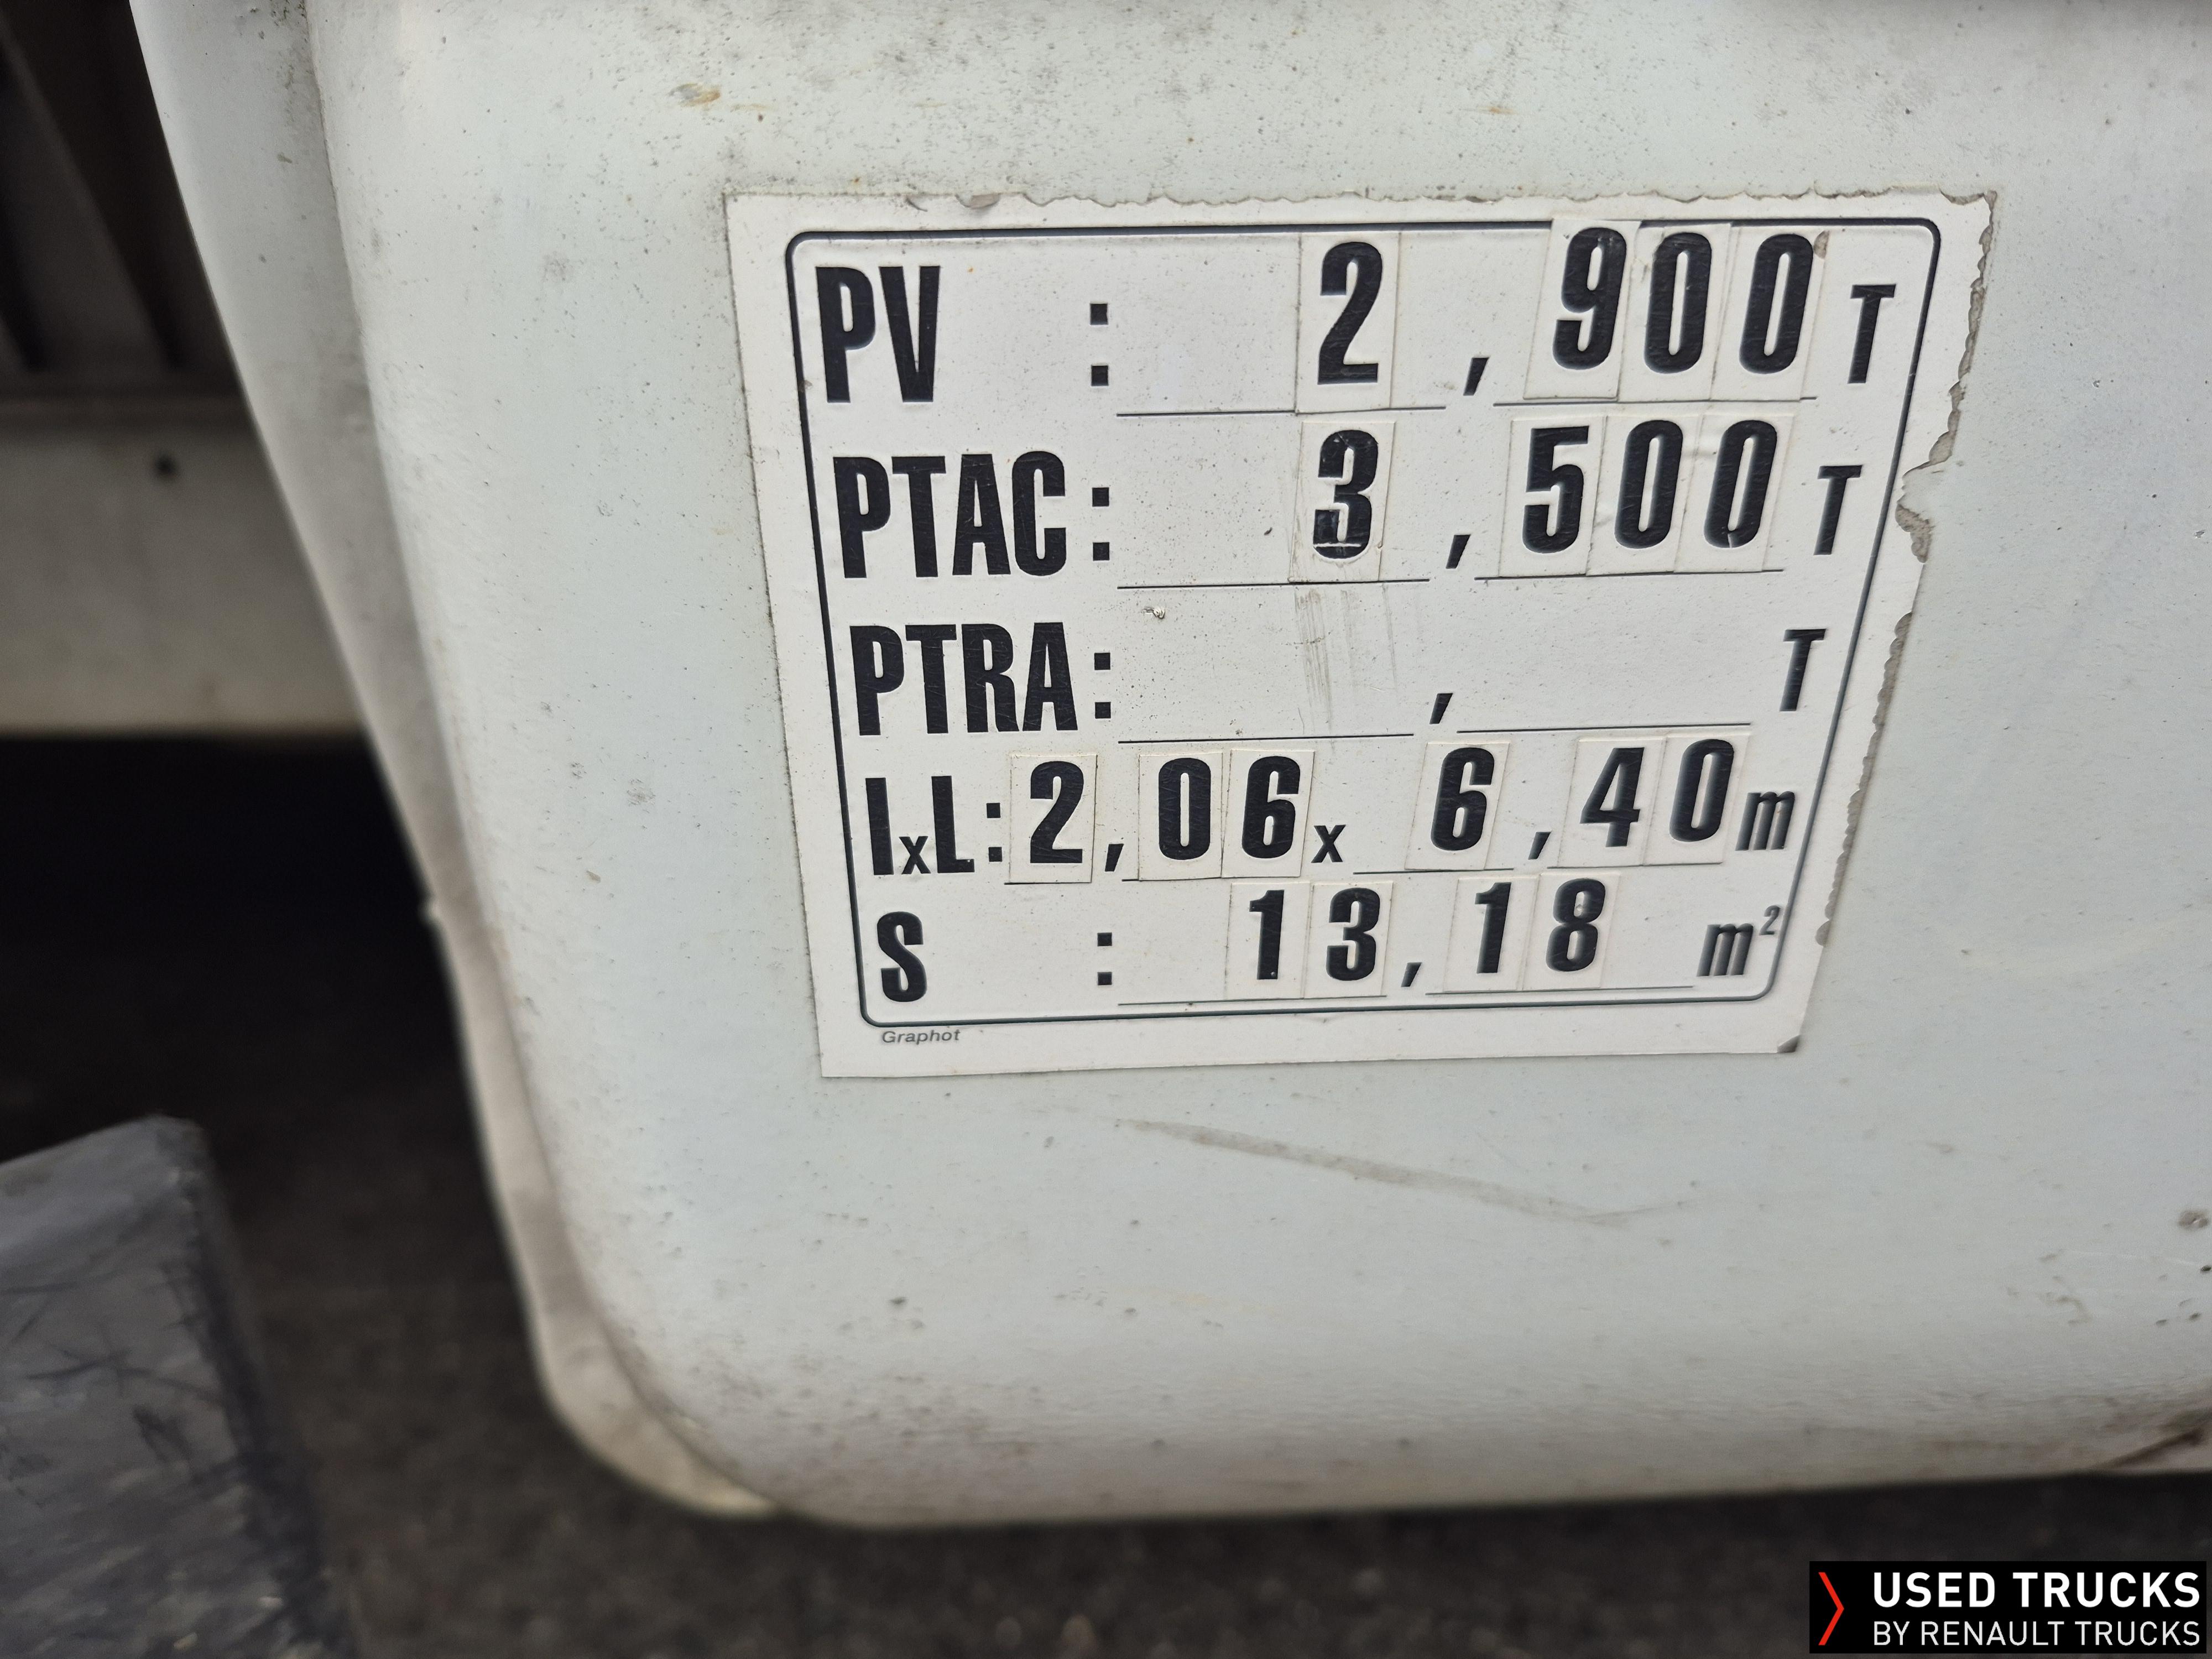 PV : 2,900 T
PTAC : 3,500 T
PTRA : , T
lxL : 2,06 x 6,40 m
S : 13,18 m²
Graphot
USED TRUCKS
BY RENAULT TRUCKS